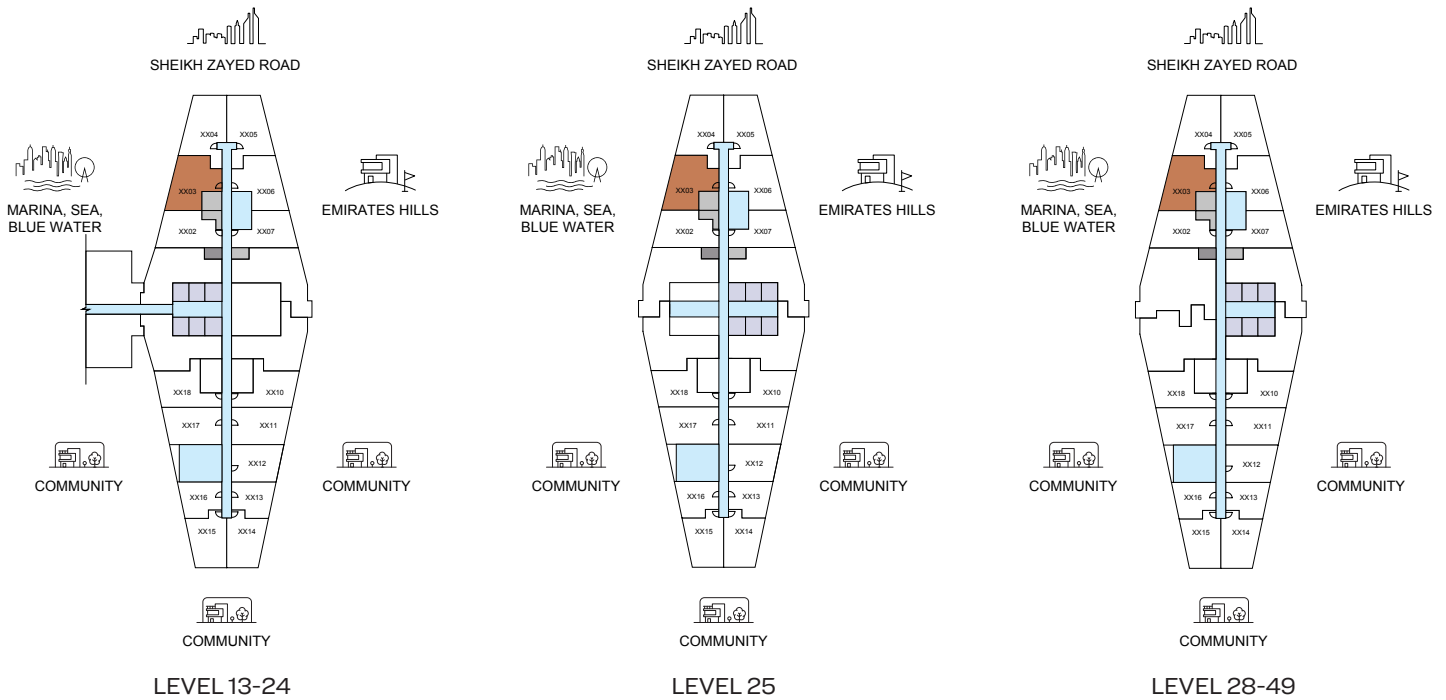 SHEIKH ZAYED ROAD
XX04
XX05
XX03
XX06
MARINA, SEA,
BLUE WATER
EMIRATES HILLS
XX02
XX07
XX18
XX10
XX17
XX11
XX12
COMMUNITY
COMMUNITY
XX16
XX13
XX15
XX14
COMMUNITY
LEVEL 13-24
SHEIKH ZAYED ROAD
XX04
XX05
XX03
XX06
MARINA, SEA,
BLUE WATER
EMIRATES HILLS
XX02
XX07
XX18
XX10
XX17
XX11
XX12
COMMUNITY
COMMUNITY
XX16
XX13
XX15
XX14
COMMUNITY
LEVEL 25
SHEIKH ZAYED ROAD
XX04
XX05
XX03
XX06
MARINA, SEA,
BLUE WATER
EMIRATES HILLS
XX02
XX07
XX18
XX10
XX17
XX11
XX12
COMMUNITY
COMMUNITY
XX16
XX13
XX15
XX14
COMMUNITY
LEVEL 28-49